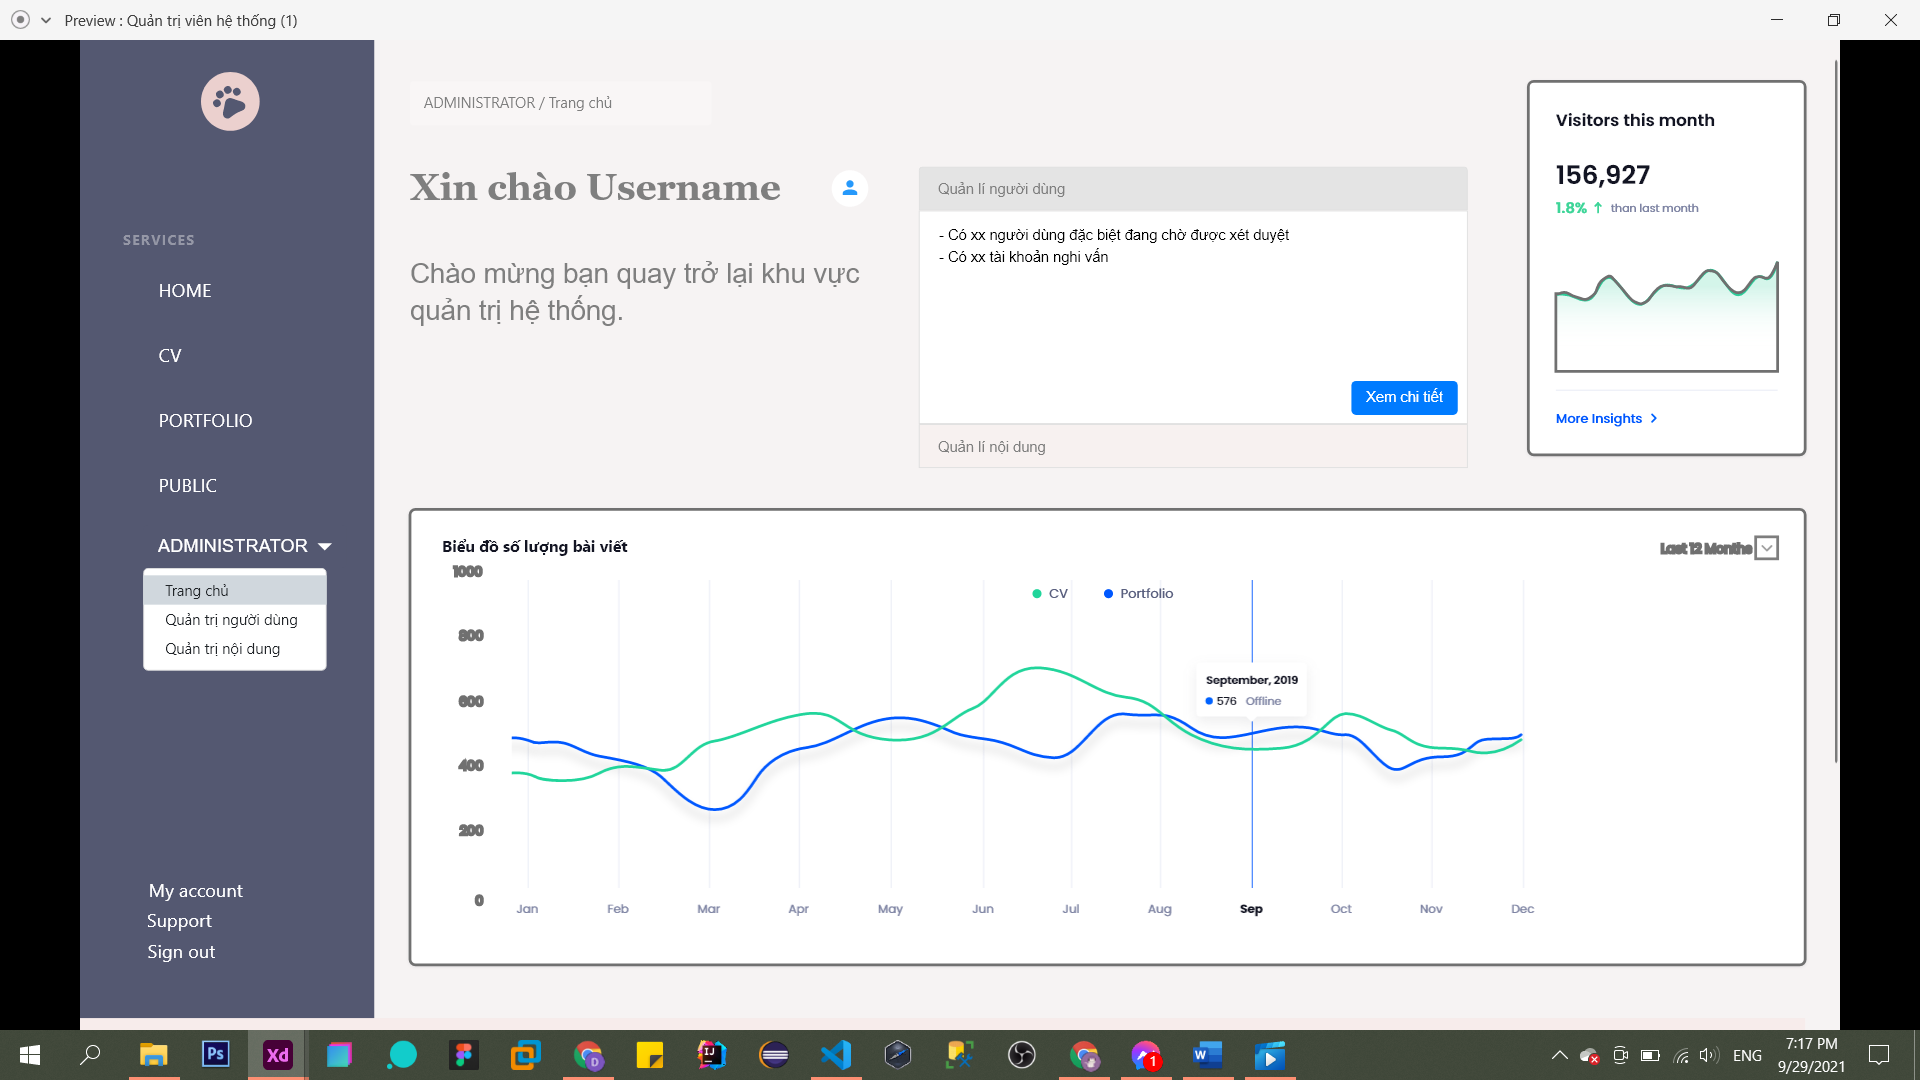 Preview : Quản trị viên hệ thống (1)
SERVICES
HOME
CV
PORTFOLIO
PUBLIC
ADMINISTRATOR
Trang chủ
Quản trị người dùng
Quản trị nội dung
My account
Support
Sign out
ADMINISTRATOR / Trang chủ
Xin chào Username
Chào mừng bạn quay trở lại khu vực
quản trị hệ thống.
Quản lí người dùng
- Có xx người dùng đặc biệt đang chờ được xét duyệt
- Có xx tài khoản nghi vấn
Xem chi tiết
Quản lí nội dung
Visitors this month
156,927
1.8% ↑ than last month
More Insights
Biểu đồ số lượng bài viết
Last 12 Months
1000
800
600
400
200
0
CV
Portfolio
September, 2019
576 Offline
Jan Feb Mar Apr May Jun Jul Aug Sep Oct Nov Dec
Ps
Xd
D
IJ
1
W
ENG
7:17 PM
9/29/2021